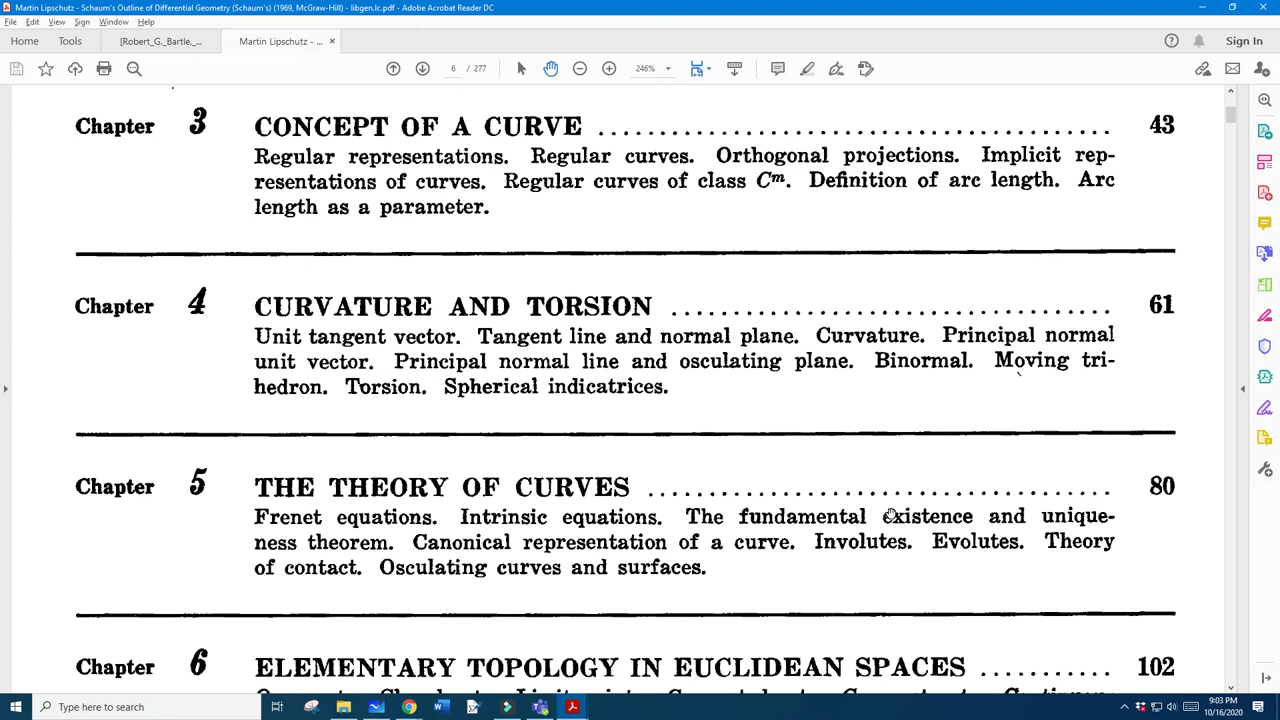 Martin Lipschutz - Schaum's Outline of Differential Geometry (Schaum's) (1969, McGraw-Hill) - libgen.lc.pdf - Adobe Acrobat Reader DC
File Edit View Sign Window Help
Home Tools [Robert_G._Bartle,_... Martin Lipschutz - ... × Sign In
6 / 277 246%
Chapter 3 CONCEPT OF A CURVE ........................................ 43
Regular representations. Regular curves. Orthogonal projections. Implicit rep-
resentations of curves. Regular curves of class Cᵐ. Definition of arc length. Arc
length as a parameter.
Chapter 4 CURVATURE AND TORSION ................................... 61
Unit tangent vector. Tangent line and normal plane. Curvature. Principal normal
unit vector. Principal normal line and osculating plane. Binormal. Moving tri-
hedron. Torsion. Spherical indicatrices.
Chapter 5 THE THEORY OF CURVES .................................... 80
Frenet equations. Intrinsic equations. The fundamental existence and unique-
ness theorem. Canonical representation of a curve. Involutes. Evolutes. Theory
of contact. Osculating curves and surfaces.
Chapter 6 ELEMENTARY TOPOLOGY IN EUCLIDEAN SPACES .......... 102
Type here to search
9:03 PM
10/16/2020